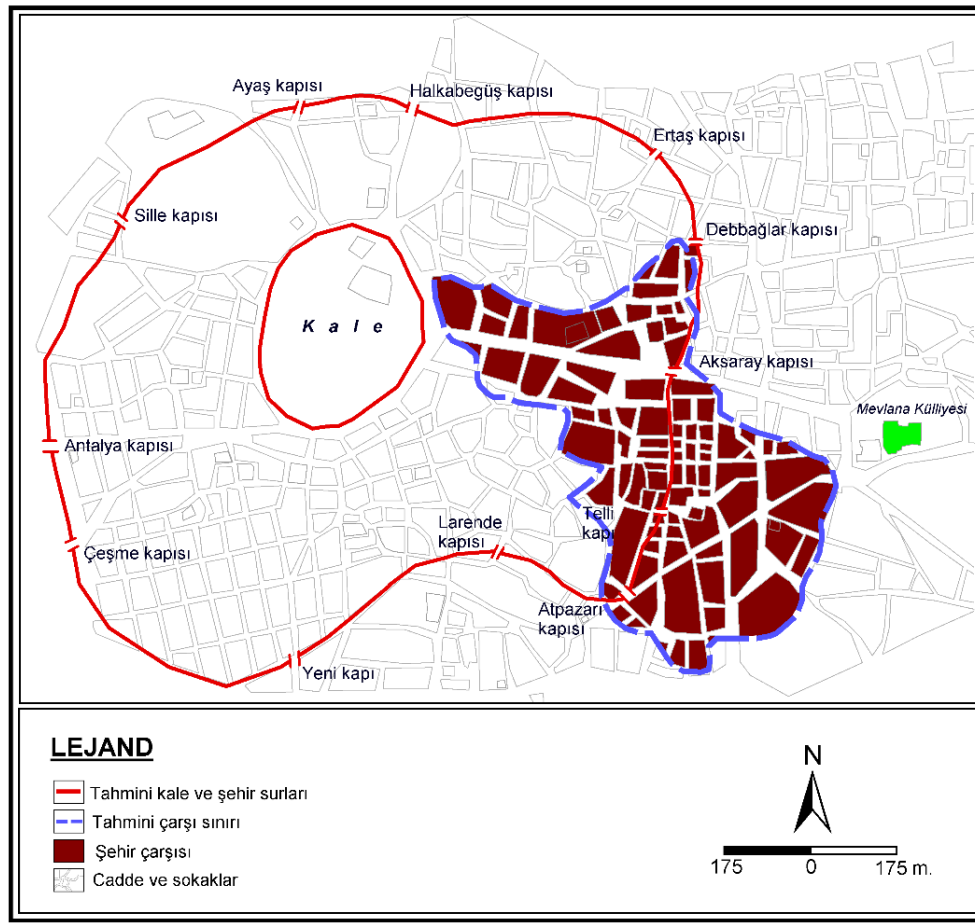 Ayaş kapısı
Halkabegüş kapısı
Ertaş kapısı
Sille kapısı
Debbağlar kapısı
Kale
Aksaray kapısı
Mevlana Külliyesi
Antalya kapısı
Telli
kapı
Larende
kapısı
Çeşme kapısı
Atpazarı
kapısı
Yeni kapı
LEJAND
Tahmini kale ve şehir surları
Tahmini çarşı sınırı
Şehir çarşısı
Cadde ve sokaklar
N
175 0 175 m.